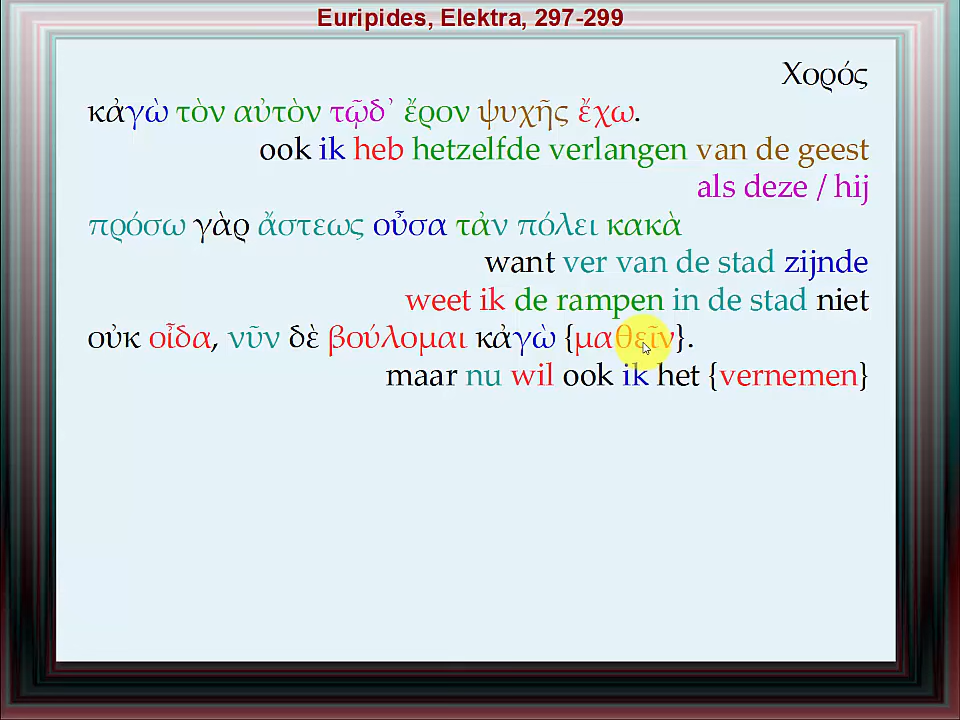 Euripides, Elektra, 297-299
Χορός
κἀγὼ τὸν αὐτὸν τῷδ᾽ ἔρον ψυχῆς ἔχω.
ook ik heb hetzelfde verlangen van de geest
als deze / hij
πρόσω γὰρ ἄστεως οὖσα τἀν πόλει κακὰ
want ver van de stad zijnde
weet ik de rampen in de stad niet
οὐκ οἶδα, νῦν δὲ βούλομαι κἀγὼ {μαθεῖν}.
maar nu wil ook ik het {vernemen}